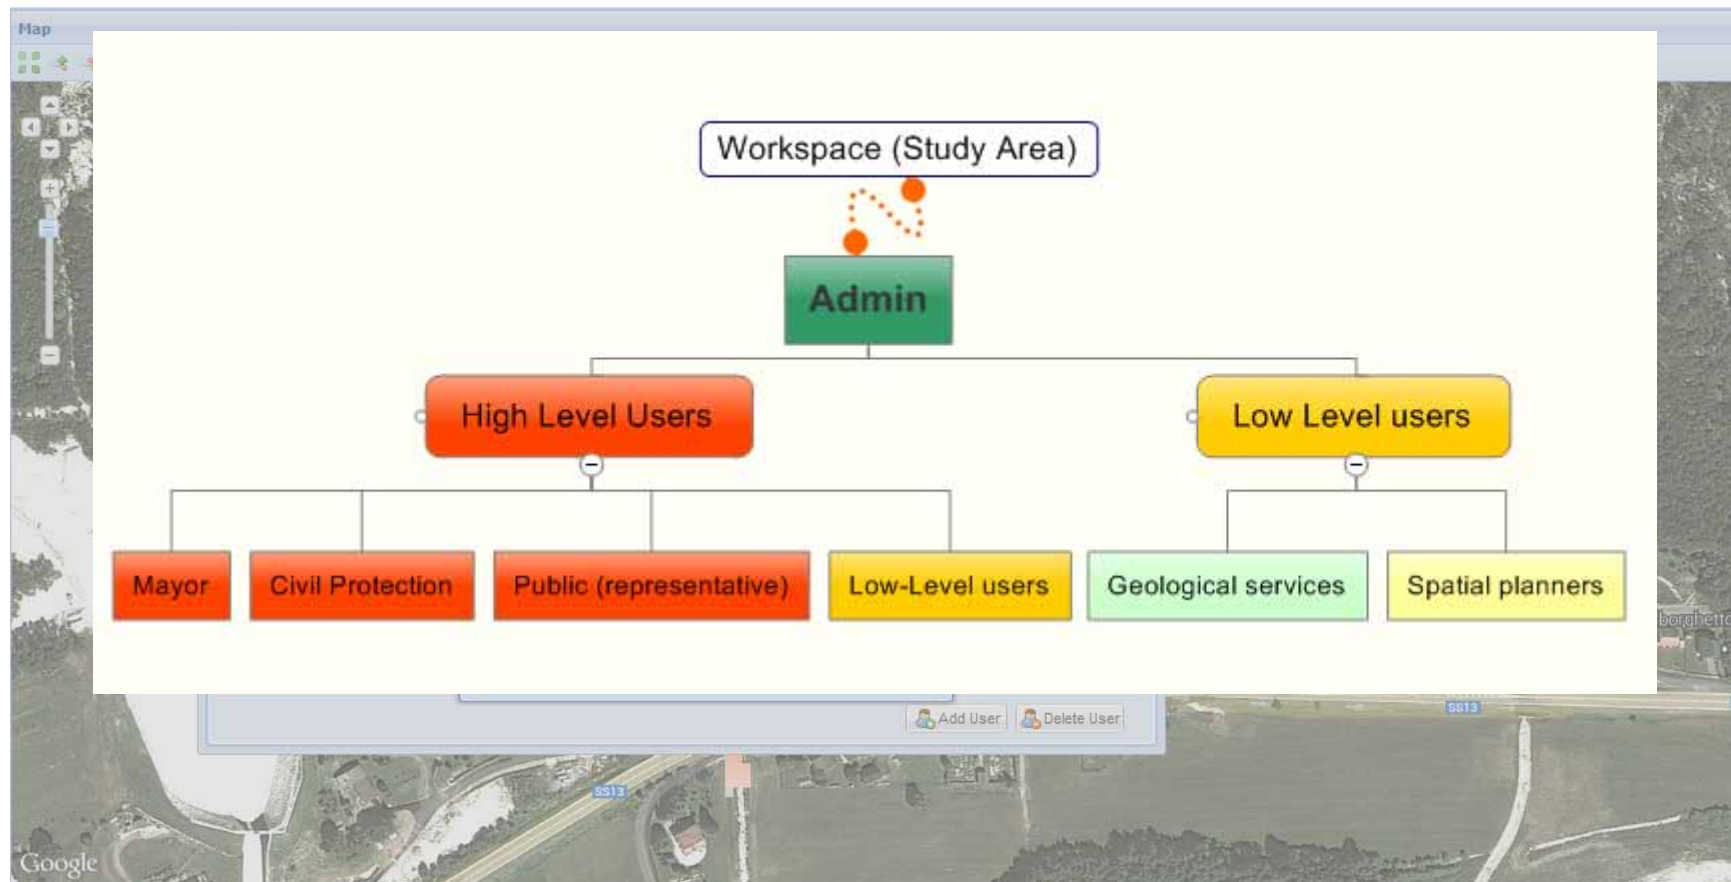 Map
Workspace (Study Area)
Admin
High Level Users
Low Level users
Mayor
Civil Protection
Public (representative)
Low-Level users
Geological services
Spatial planners
borghetto
SS13
Add User
Delete User
SS13
Google